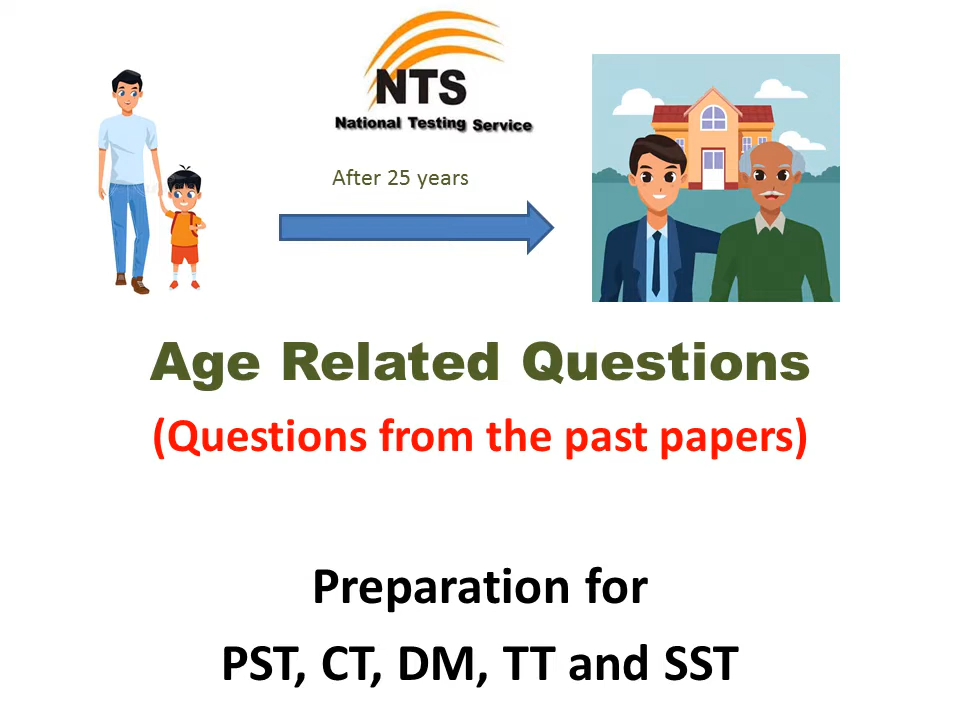 NTS
National Testing Service
After 25 years
Age Related Questions
(Questions from the past papers)
Preparation for
PST, CT, DM, TT and SST